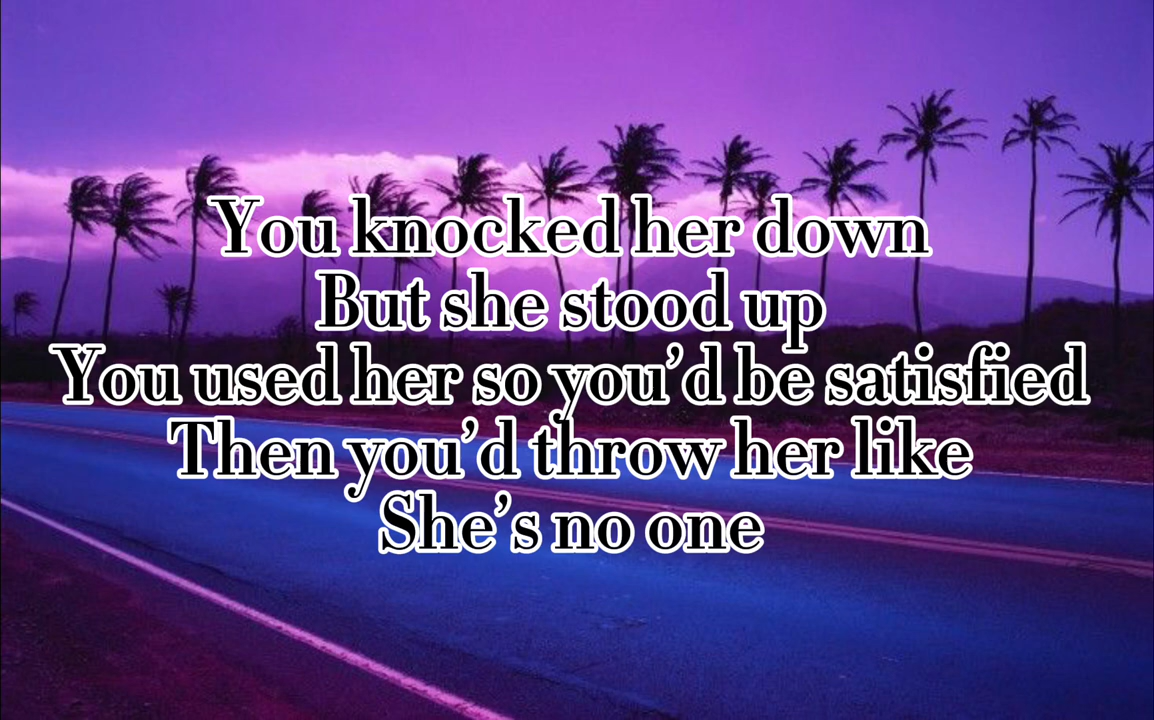 You knocked her down
But she stood up
You used her so you’d be satisfied
Then you’d throw her like
She’s no one